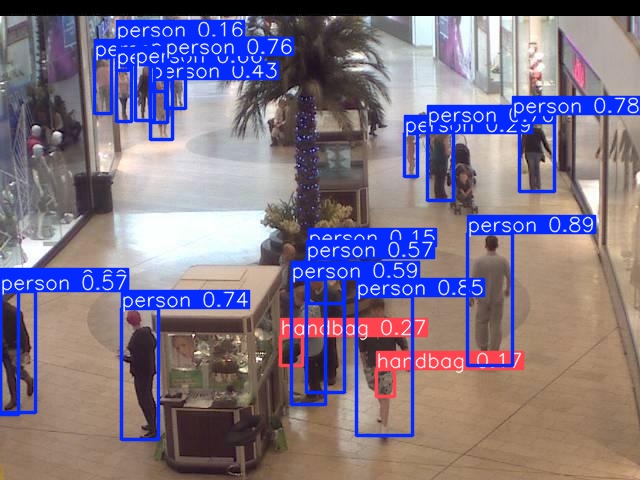 person 0.16
person 0.76
person 0.43
person 0.78
person 0.29
person 0.89
person 0.15
person 0.57
person 0.59
person 0.57
person 0.74
person 0.85
handbag 0.27
handbag 0.17